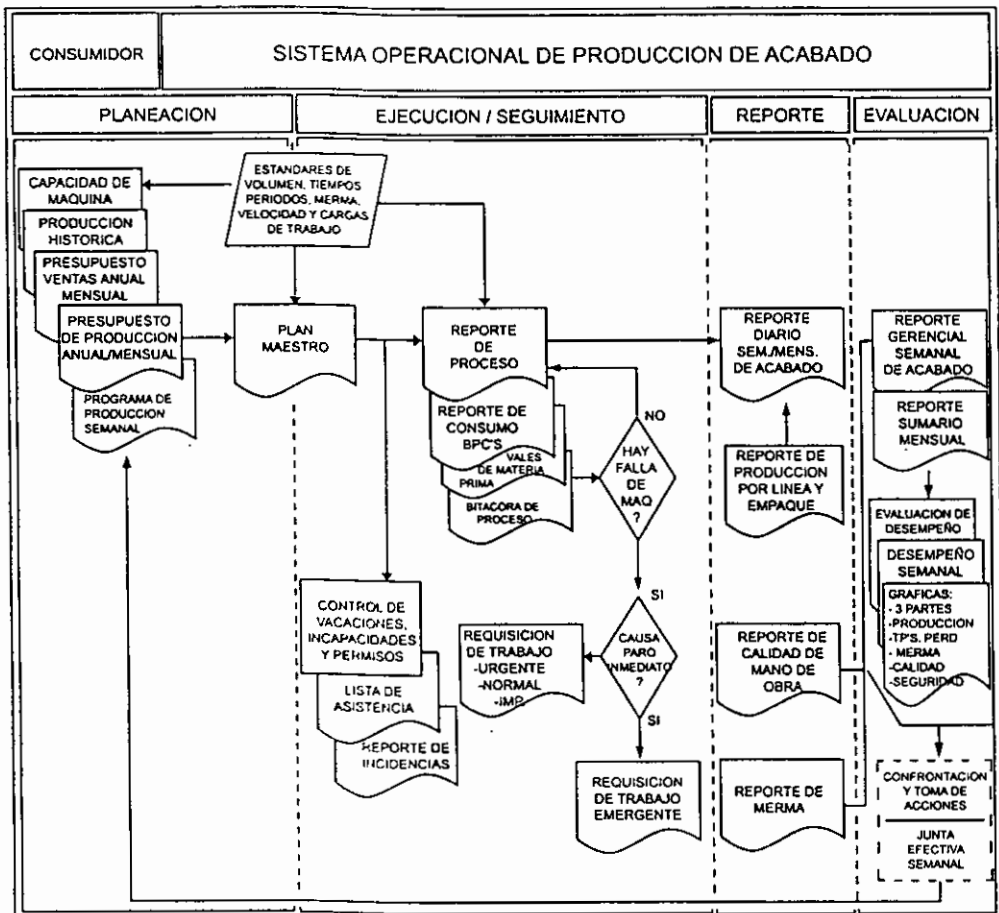 CONSUMIDOR
SISTEMA OPERACIONAL DE PRODUCCION DE ACABADO
PLANEACION
EJECUCION / SEGUIMIENTO
REPORTE
EVALUACION
CAPACIDAD DE
MAQUINA
PRODUCCION
HISTORICA
PRESUPUESTO
VENTAS ANUAL
MENSUAL
PRESUPUESTO
DE PRODUCCION
ANUAL/MENSUAL
PROGRAMA DE
PRODUCCION
SEMANAL
ESTANDARES DE
VOLUMEN, TIEMPOS
PERIODOS, MERMA,
VELOCIDAD Y CARGAS
DE TRABAJO
PLAN
MAESTRO
REPORTE
DE
PROCESO
REPORTE DE
CONSUMO
BPC'S
VALES
DE MATERIA
PRIMA
BITACORA DE
PROCESO
NO
HAY
FALLA
DE
MAQ
?
SI
CAUSA
PARO
INMEDIATO
?
SI
CONTROL DE
VACACIONES,
INCAPACIDADES
Y PERMISOS
LISTA DE
ASISTENCIA
REPORTE DE
INCIDENCIAS
REQUISICION
DE TRABAJO
-URGENTE
-NORMAL
-IMP.
REQUISICION
DE TRABAJO
EMERGENTE
REPORTE
DIARIO
SEM./MENS.
DE ACABADO
REPORTE DE
PRODUCCION
POR LINEA Y
EMPAQUE
REPORTE DE
CALIDAD DE
MANO DE
OBRA
REPORTE DE
MERMA
REPORTE
GERENCIAL
SEMANAL
DE ACABADO
REPORTE
SUMARIO
MENSUAL
EVALUACION DE
DESEMPEÑO
DESEMPEÑO
SEMANAL
GRAFICAS:
- 3 PARTES
-PRODUCCION
-TP'S. PERD
- MERMA
-CALIDAD
-SEGURIDAD
CONFRONTACION
Y TOMA DE
ACCIONES
JUNTA
EFECTIVA
SEMANAL